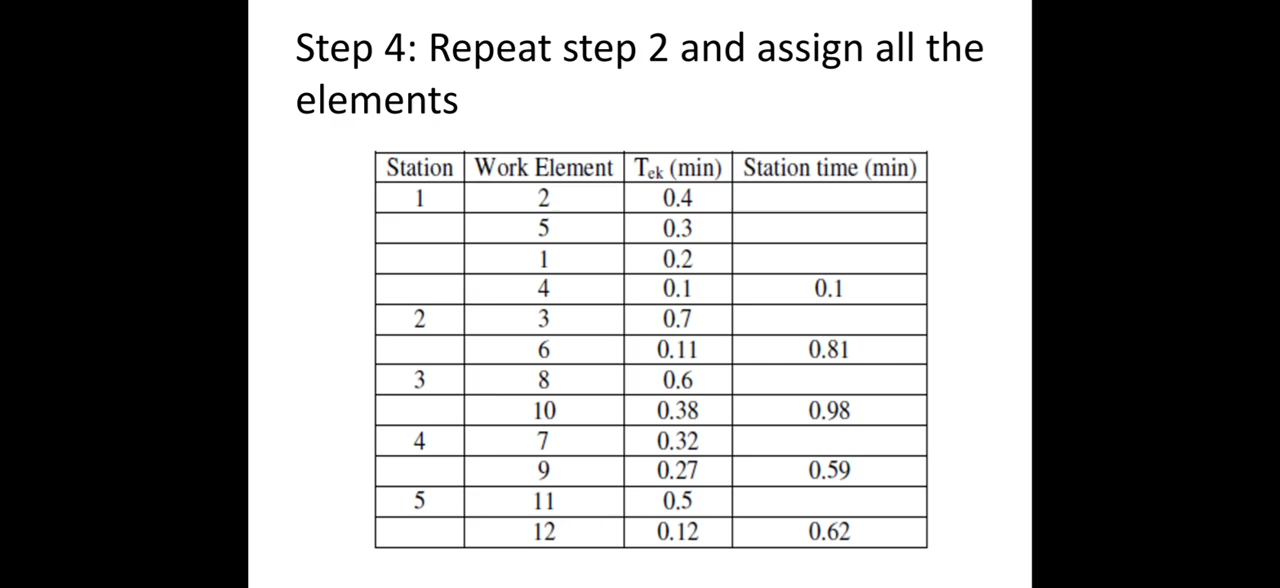 Step 4: Repeat step 2 and assign all the
elements
Station Work Element Tek (min) Station time (min)
1 2 0.4
5 0.3
1 0.2
4 0.1 0.1
2 3 0.7
6 0.11 0.81
3 8 0.6
10 0.38 0.98
4 7 0.32
9 0.27 0.59
5 11 0.5
12 0.12 0.62